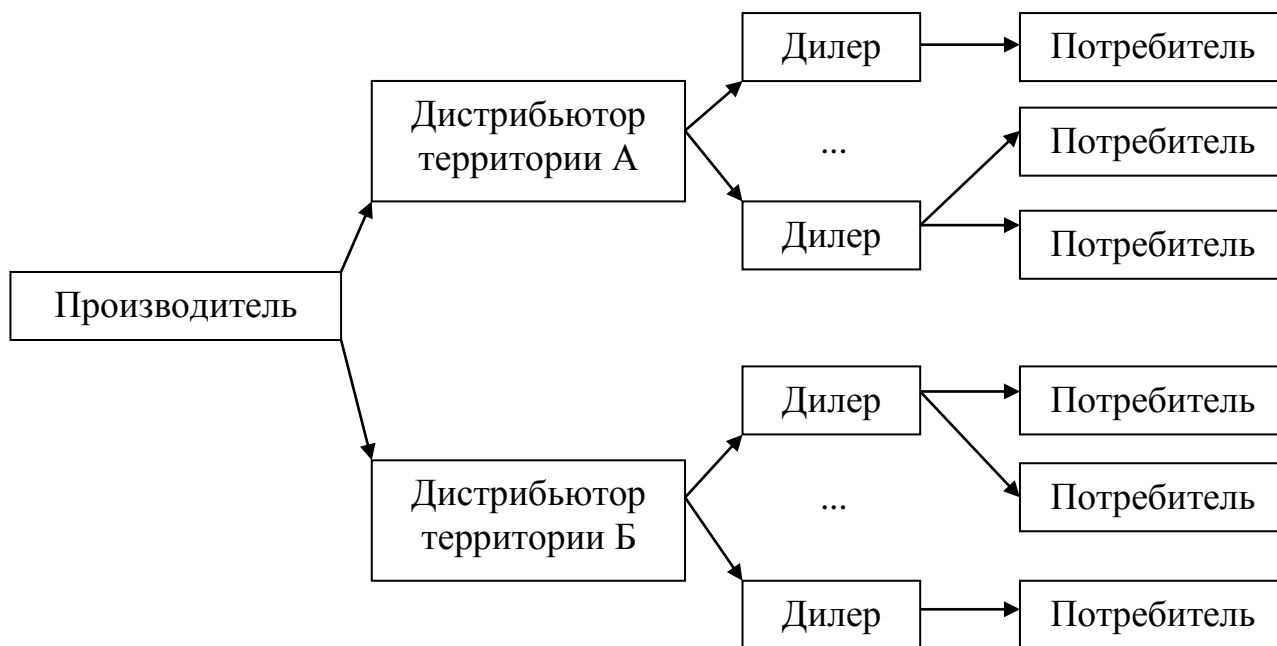 Дилер
Потребитель
Дистрибьютор
территории А
...
Потребитель
Дилер
Потребитель
Производитель
Дилер
Потребитель
Дистрибьютор
территории Б
...
Потребитель
Дилер
Потребитель